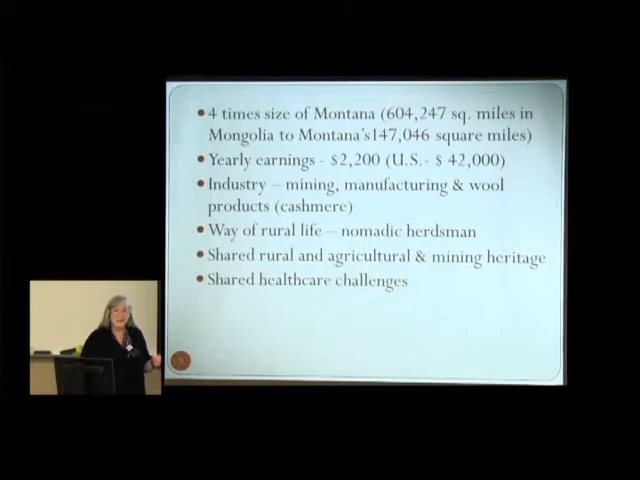 4 times size of Montana (604,247 sq. miles in
Mongolia to Montana's147,046 square miles)
Yearly earnings - $2,200 (U.S.- $ 42,000)
Industry – mining, manufacturing & wool
products (cashmere)
Way of rural life – nomadic herdsman
Shared rural and agricultural & mining heritage
Shared healthcare challenges